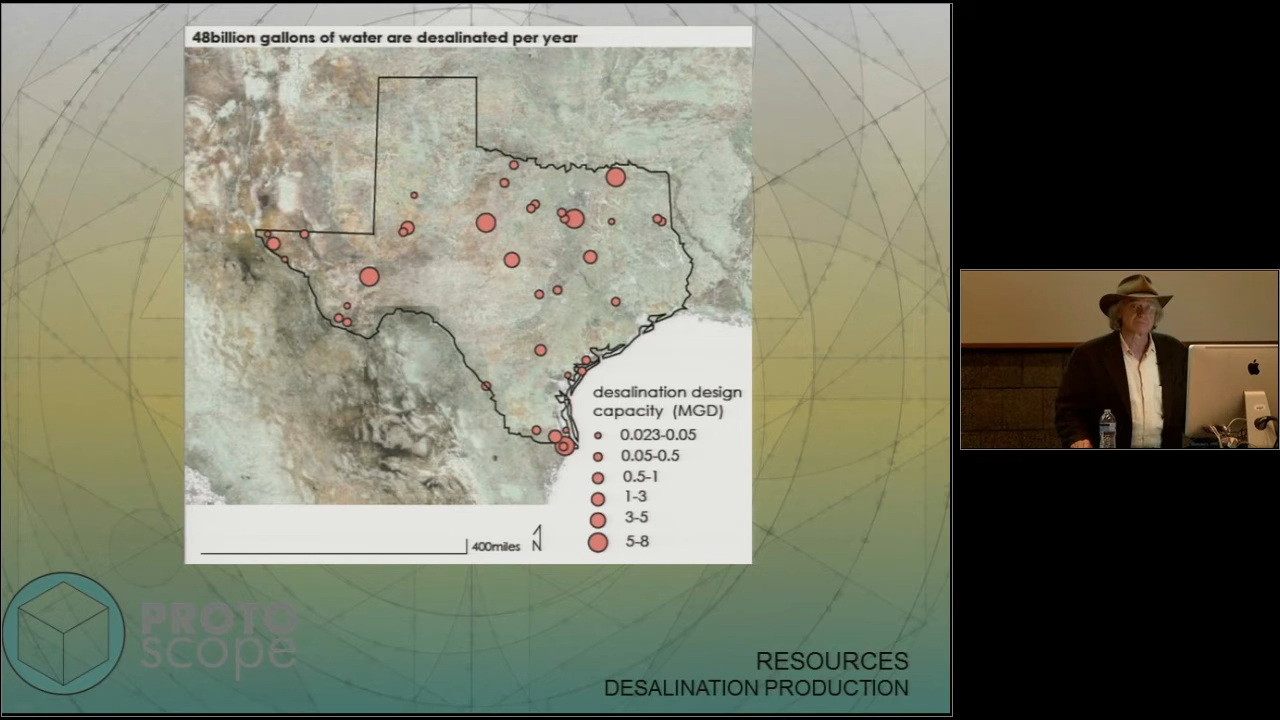 48billion gallons of water are desalinated per year
desalination design
capacity (MGD)
0.023-0.05
0.05-0.5
0.5-1
1-3
3-5
5-8
400miles
N
PROTO
scope
RESOURCES
DESALINATION PRODUCTION